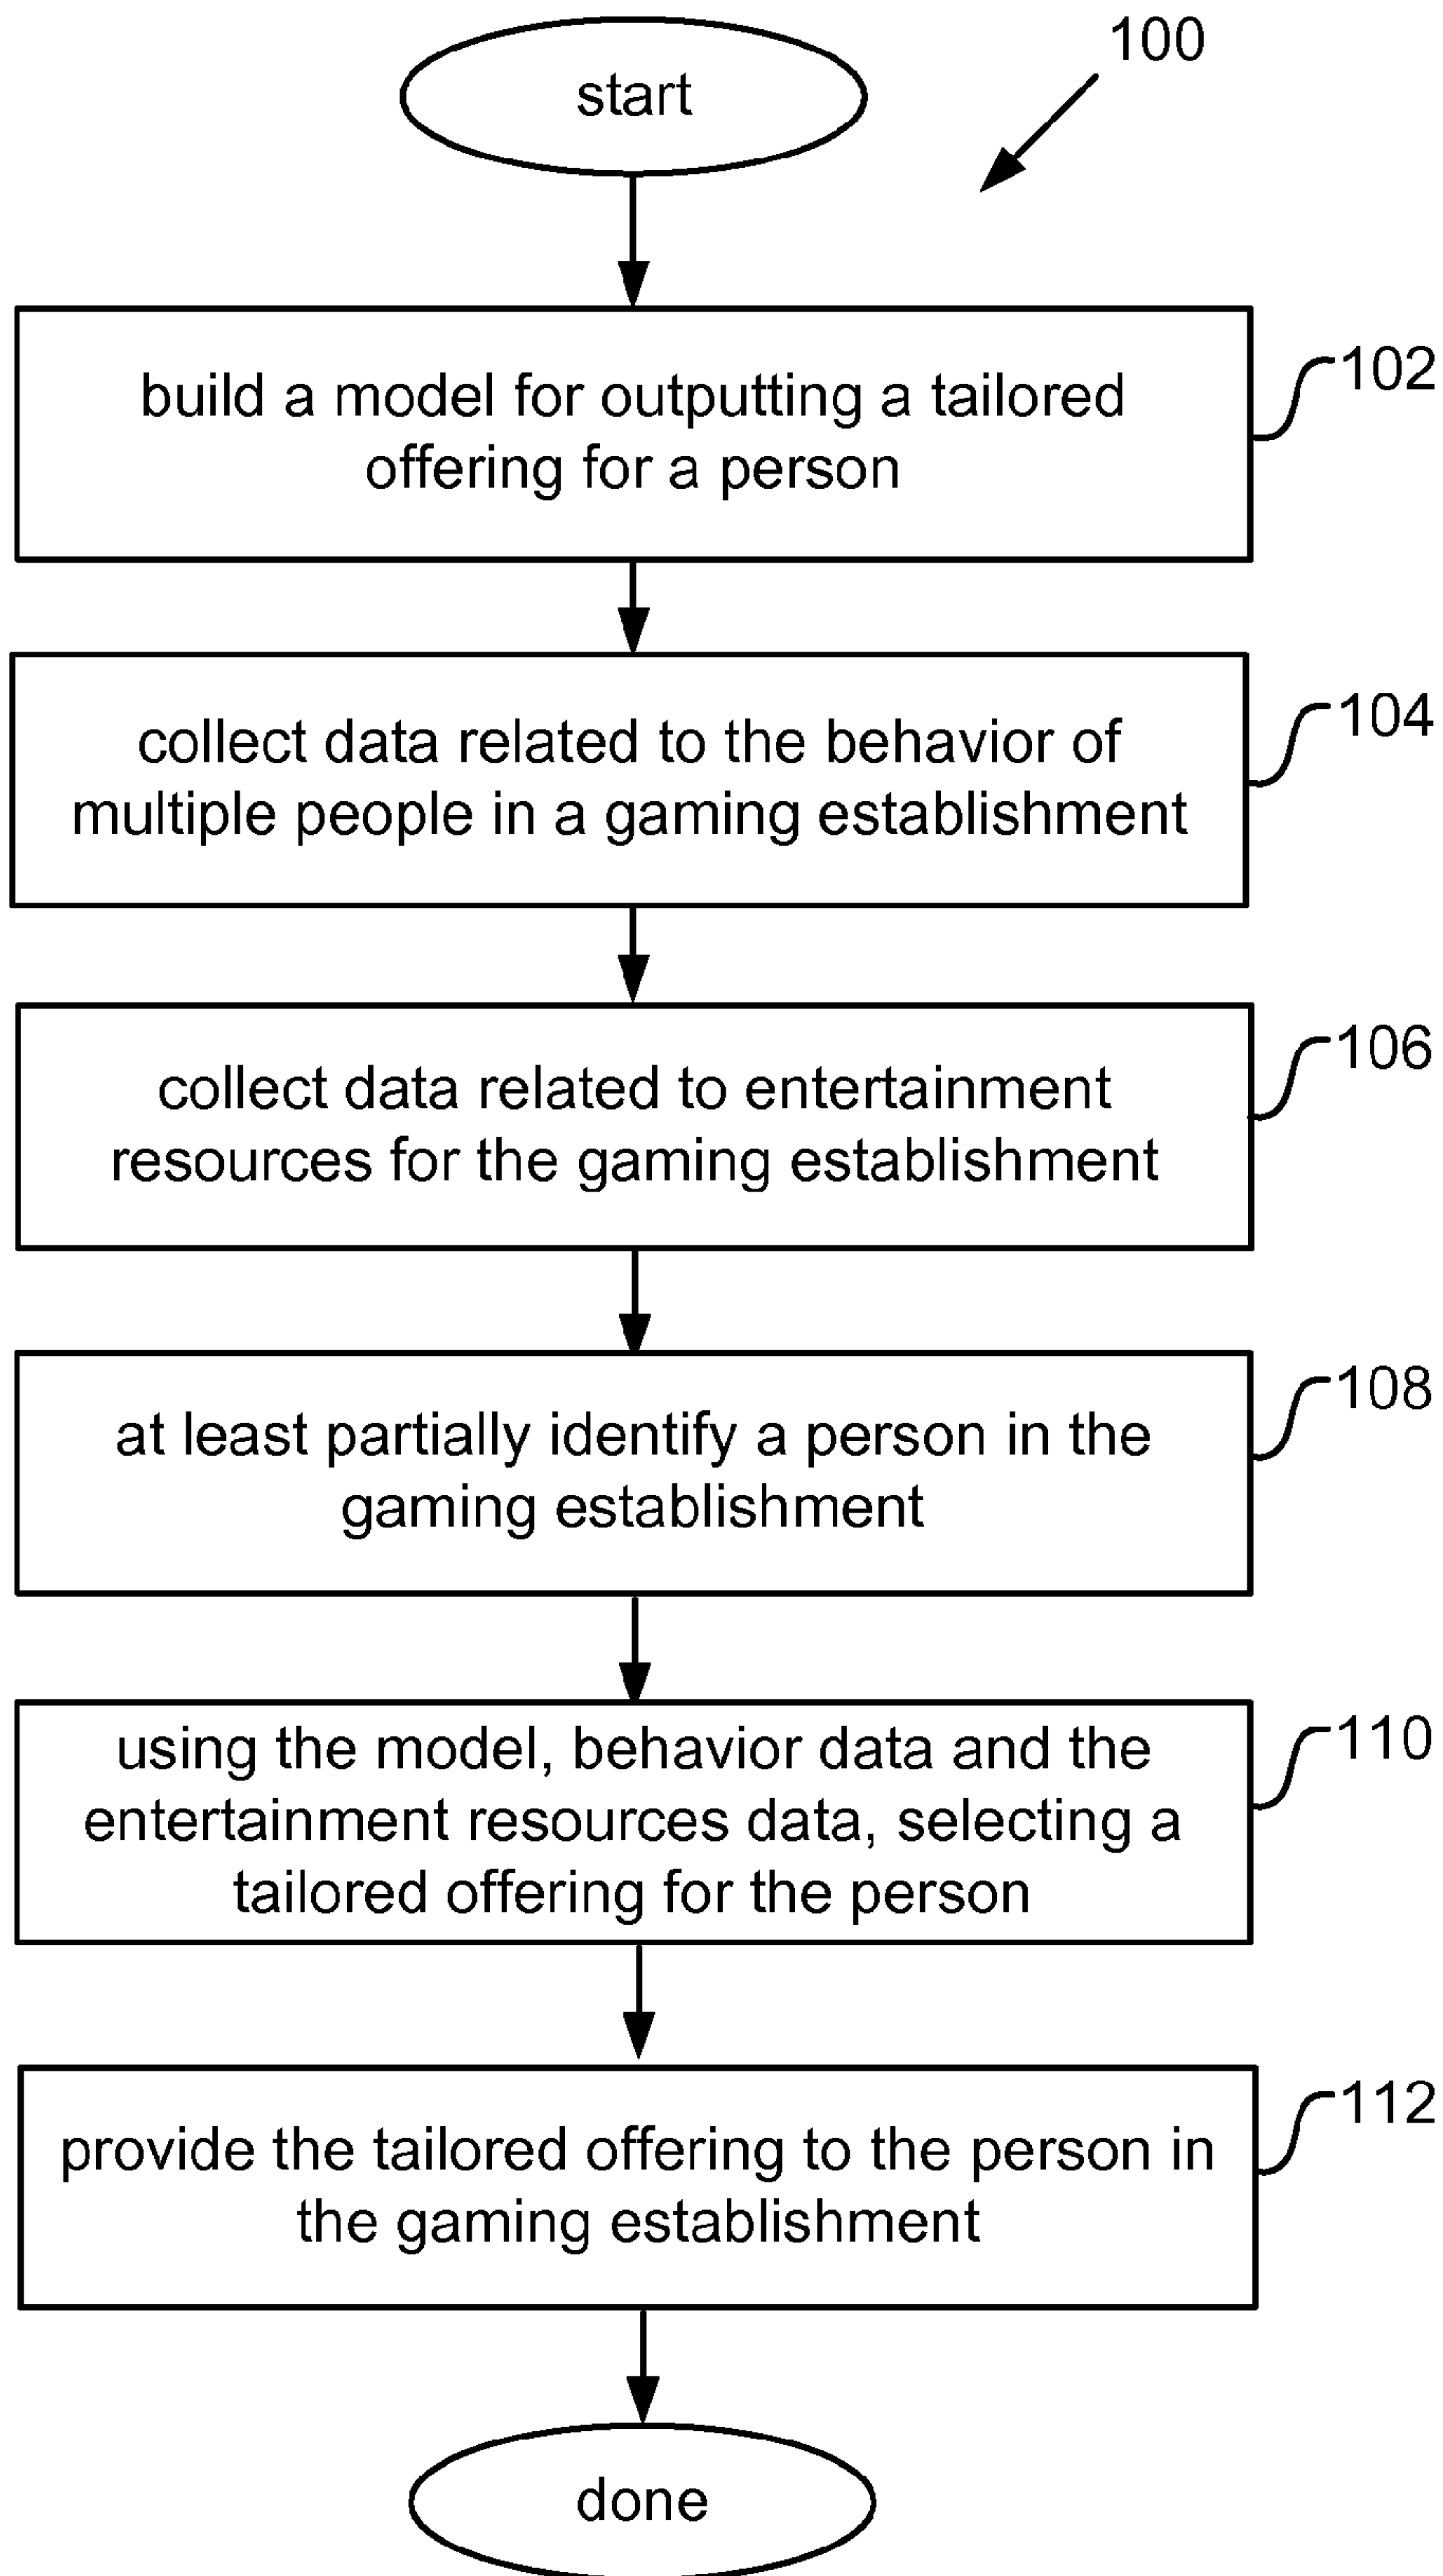 100
start
build a model for outputting a tailored
offering for a person
102
collect data related to the behavior of
multiple people in a gaming establishment
104
collect data related to entertainment
resources for the gaming establishment
106
at least partially identify a person in the
gaming establishment
108
using the model, behavior data and the
entertainment resources data, selecting a
tailored offering for the person
110
provide the tailored offering to the person in
the gaming establishment
112
done